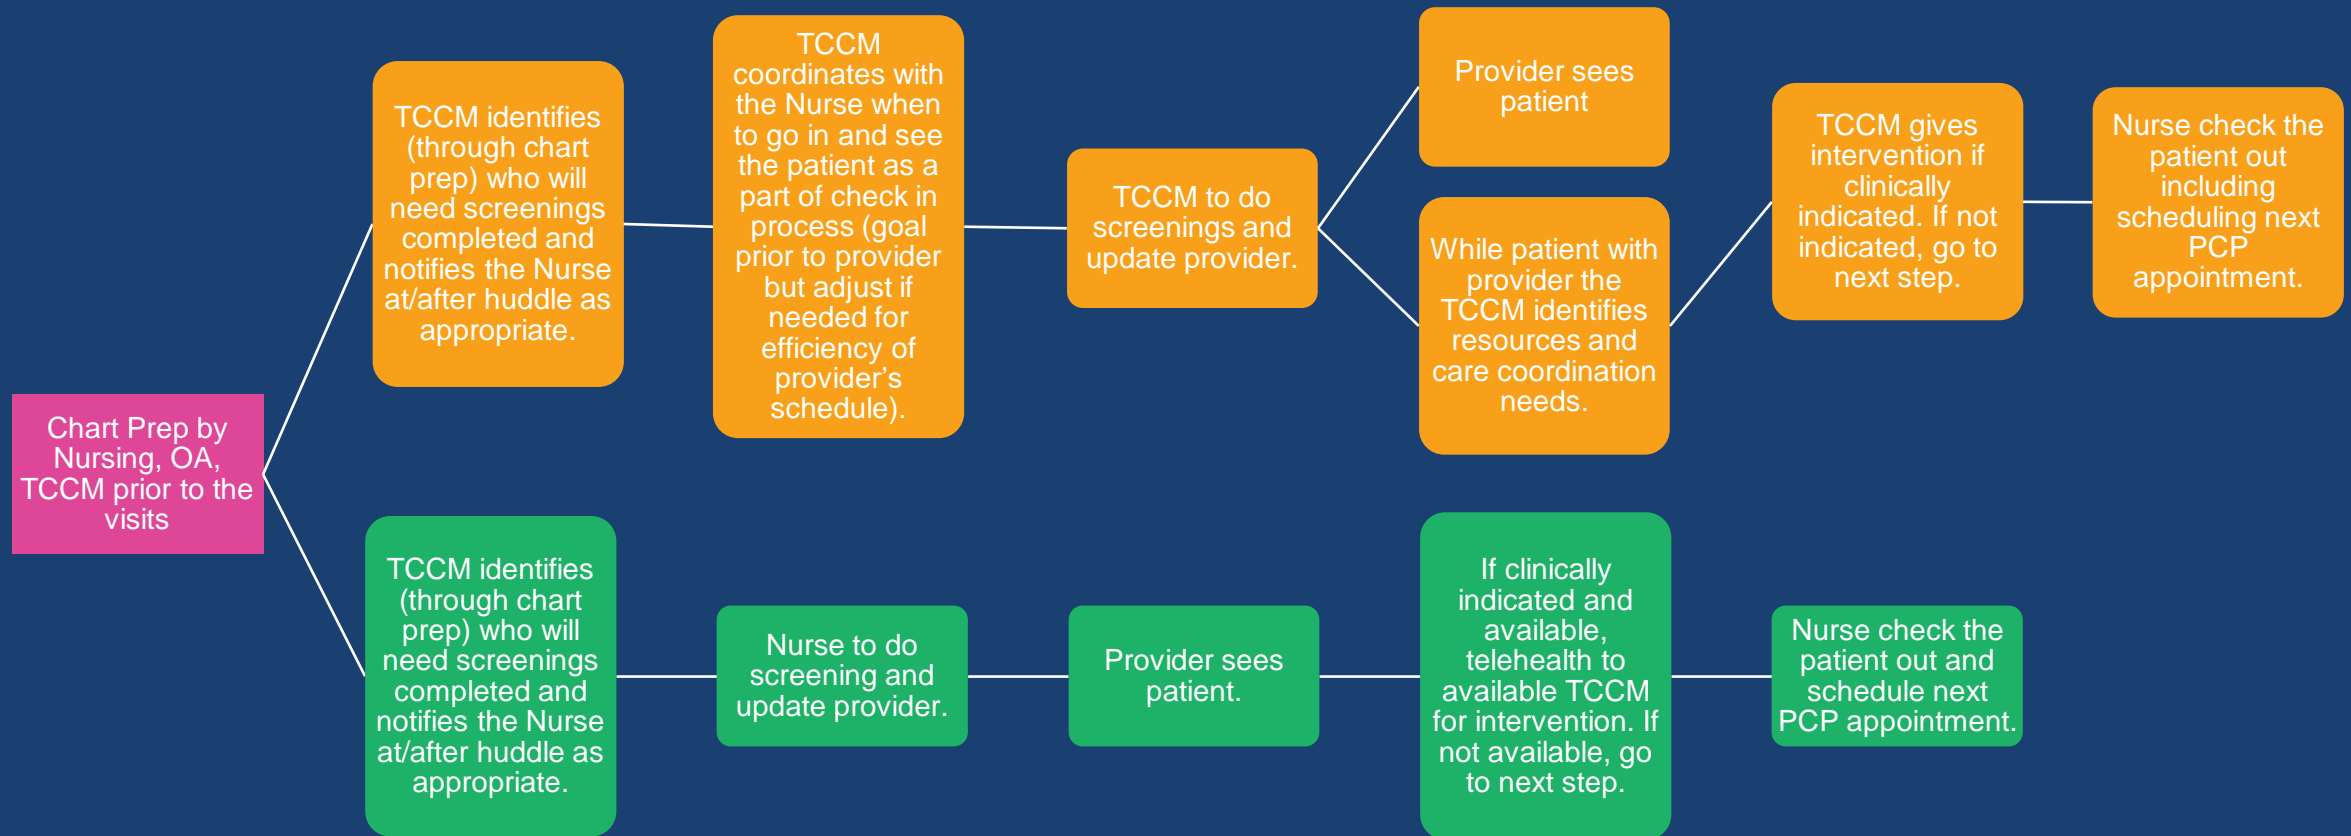 Chart Prep by
Nursing, OA,
TCCM prior to the
visits
TCCM identifies
(through chart
prep) who will
need screenings
completed and
notifies the Nurse
at/after huddle as
appropriate.
TCCM
coordinates with
the Nurse when
to go in and see
the patient as a
part of check in
process (goal
prior to provider
but adjust if
needed for
efficiency of
provider’s
schedule).
TCCM to do
screenings and
update provider.
Provider sees
patient
While patient with
provider the
TCCM identifies
resources and
care coordination
needs.
TCCM gives
intervention if
clinically
indicated. If not
indicated, go to
next step.
Nurse check the
patient out
including
scheduling next
PCP
appointment.
TCCM identifies
(through chart
prep) who will
need screenings
completed and
notifies the Nurse
at/after huddle as
appropriate.
Nurse to do
screening and
update provider.
Provider sees
patient.
If clinically
indicated and
available,
telehealth to
available TCCM
for intervention. If
not available, go
to next step.
Nurse check the
patient out and
schedule next
PCP appointment.